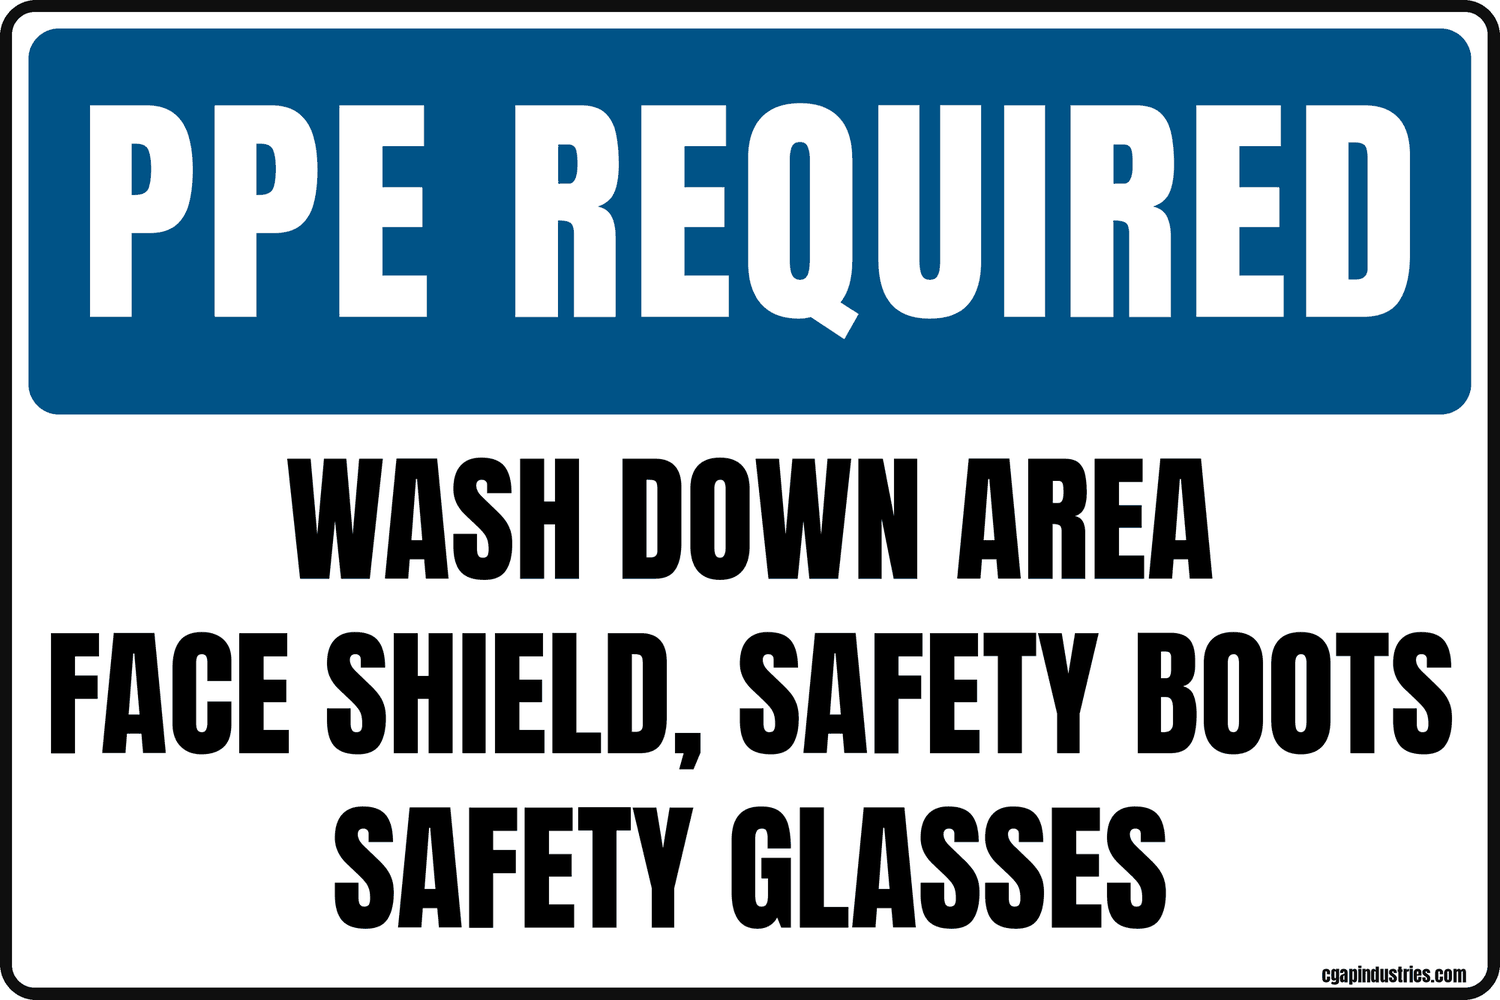 PPE REQUIRED
WASH DOWN AREA
FACE SHIELD, SAFETY BOOTS
SAFETY GLASSES
cgapindustries.com